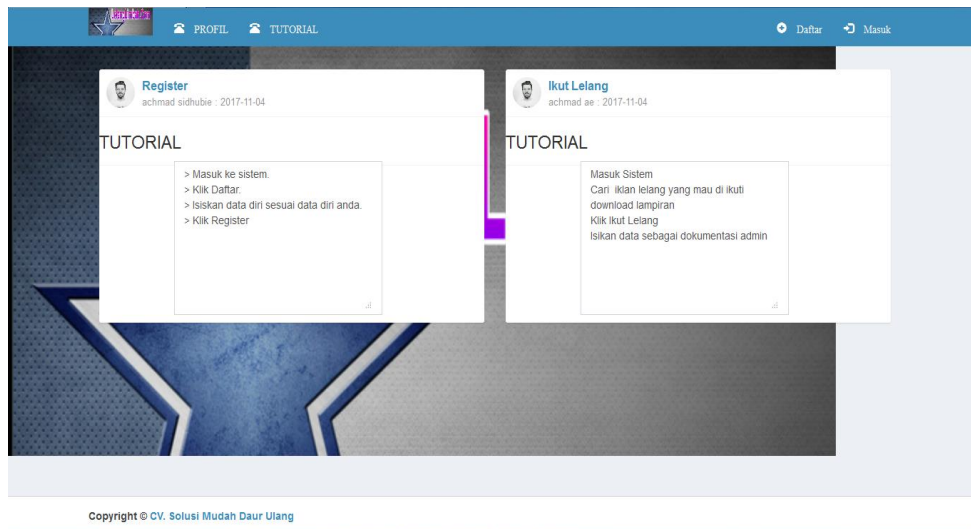 PROFIL TUTORIAL Daftar Masuk
Register
achmad sidhubie : 2017-11-04
TUTORIAL
> Masuk ke sistem.
> Klik Daftar.
> Isiskan data diri sesuai data diri anda.
> Klik Register
Ikut Lelang
achmad ae : 2017-11-04
TUTORIAL
Masuk Sistem
Cari iklan lelang yang mau di ikuti
download lampiran
Klik Ikut Lelang
Isikan data sebagai dokumentasi admin
Copyright © CV. Solusi Mudah Daur Ulang